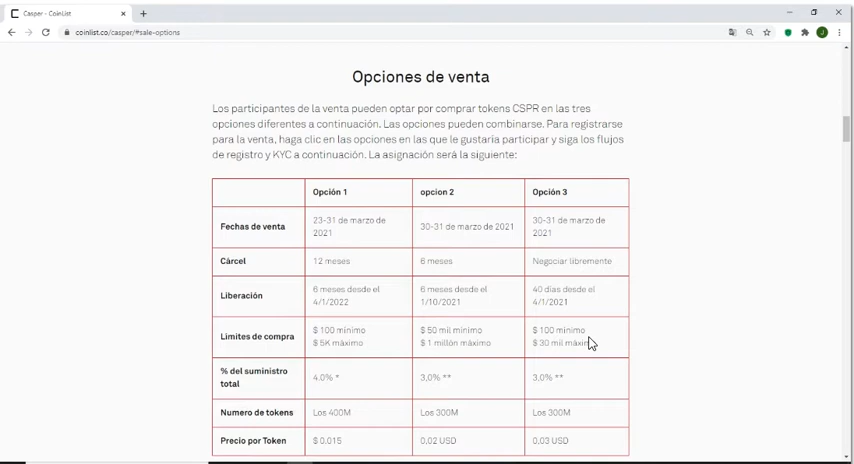 Casper - CoinList
coinlist.co/casper/#sale-options
J
Opciones de venta
Los participantes de la venta pueden optar por comprar tokens CSPR en las tres
opciones diferentes a continuación. Las opciones pueden combinarse. Para registrarse
para la venta, haga clic en las opciones en las que le gustaría participar y siga los flujos
de registro y KYC a continuación. La asignación será la siguiente:
Opción 1 opcion 2 Opción 3
Fechas de venta
23-31 de marzo de
2021
30-31 de marzo de 2021
30-31 de marzo de
2021
Cárcel 12 meses 6 meses Negociar libremente
Liberación
6 meses desde el
4/1/2022
6 meses desde el
1/10/2021
40 días desde el
4/1/2021
Limites de compra
$ 100 mínimo
$ 5K máximo
$ 50 mil mínimo
$ 1 millón máximo
$ 100 mínimo
$ 30 mil máximo
% del suministro
total
4.0% * 3,0% ** 3,0% **
Numero de tokens Los 400M Los 300M Los 300M
Precio por Token $ 0.015 0,02 USD 0,03 USD